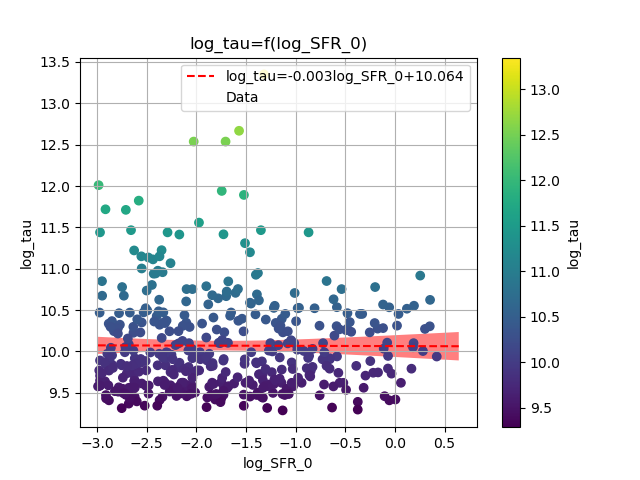 log_tau=f(log_SFR_0)
log_tau=-0.003log_SFR_0+10.064
Data
13.5
13.0
12.5
12.0
11.5
11.0
10.5
10.0
9.5
log_tau
−3.0 −2.5 −2.0 −1.5 −1.0 −0.5 0.0 0.5
log_SFR_0
13.0
12.5
12.0
11.5
11.0
10.5
10.0
9.5
log_tau